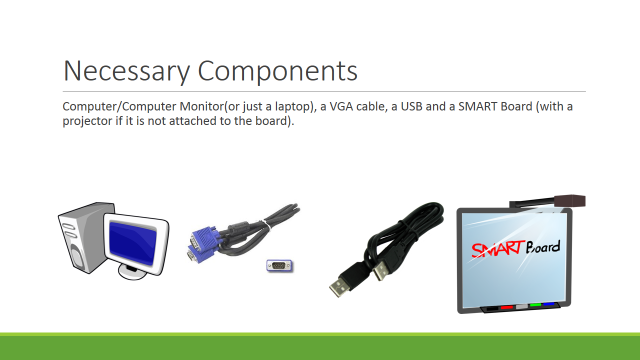 Necessary Components
Computer/Computer Monitor(or just a laptop), a VGA cable, a USB and a SMART Board (with a
projector if it is not attached to the board).
SMART Board